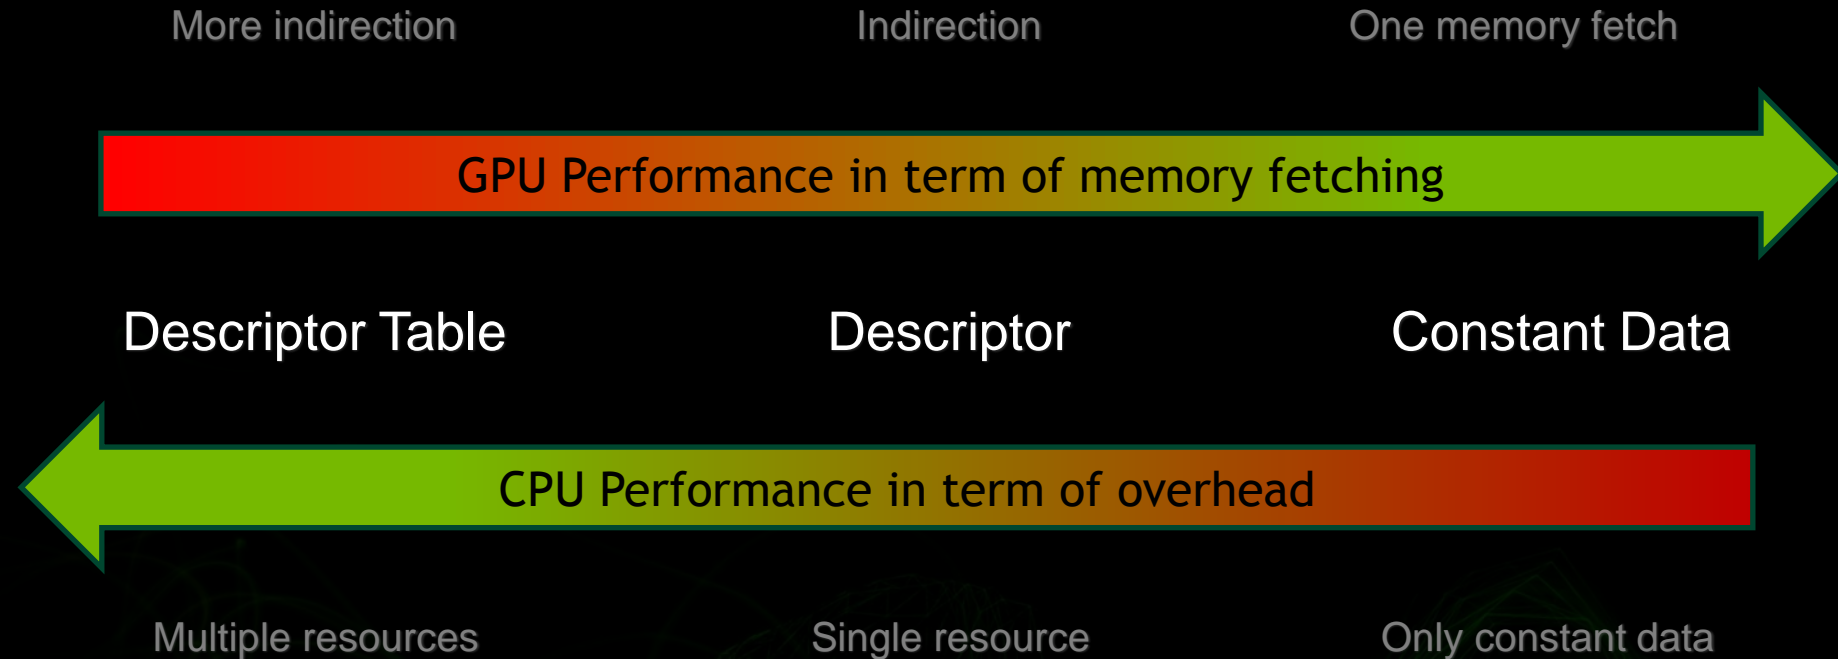 More indirection Indirection One memory fetch
GPU Performance in term of memory fetching
Descriptor Table Descriptor Constant Data
CPU Performance in term of overhead
Multiple resources Single resource Only constant data